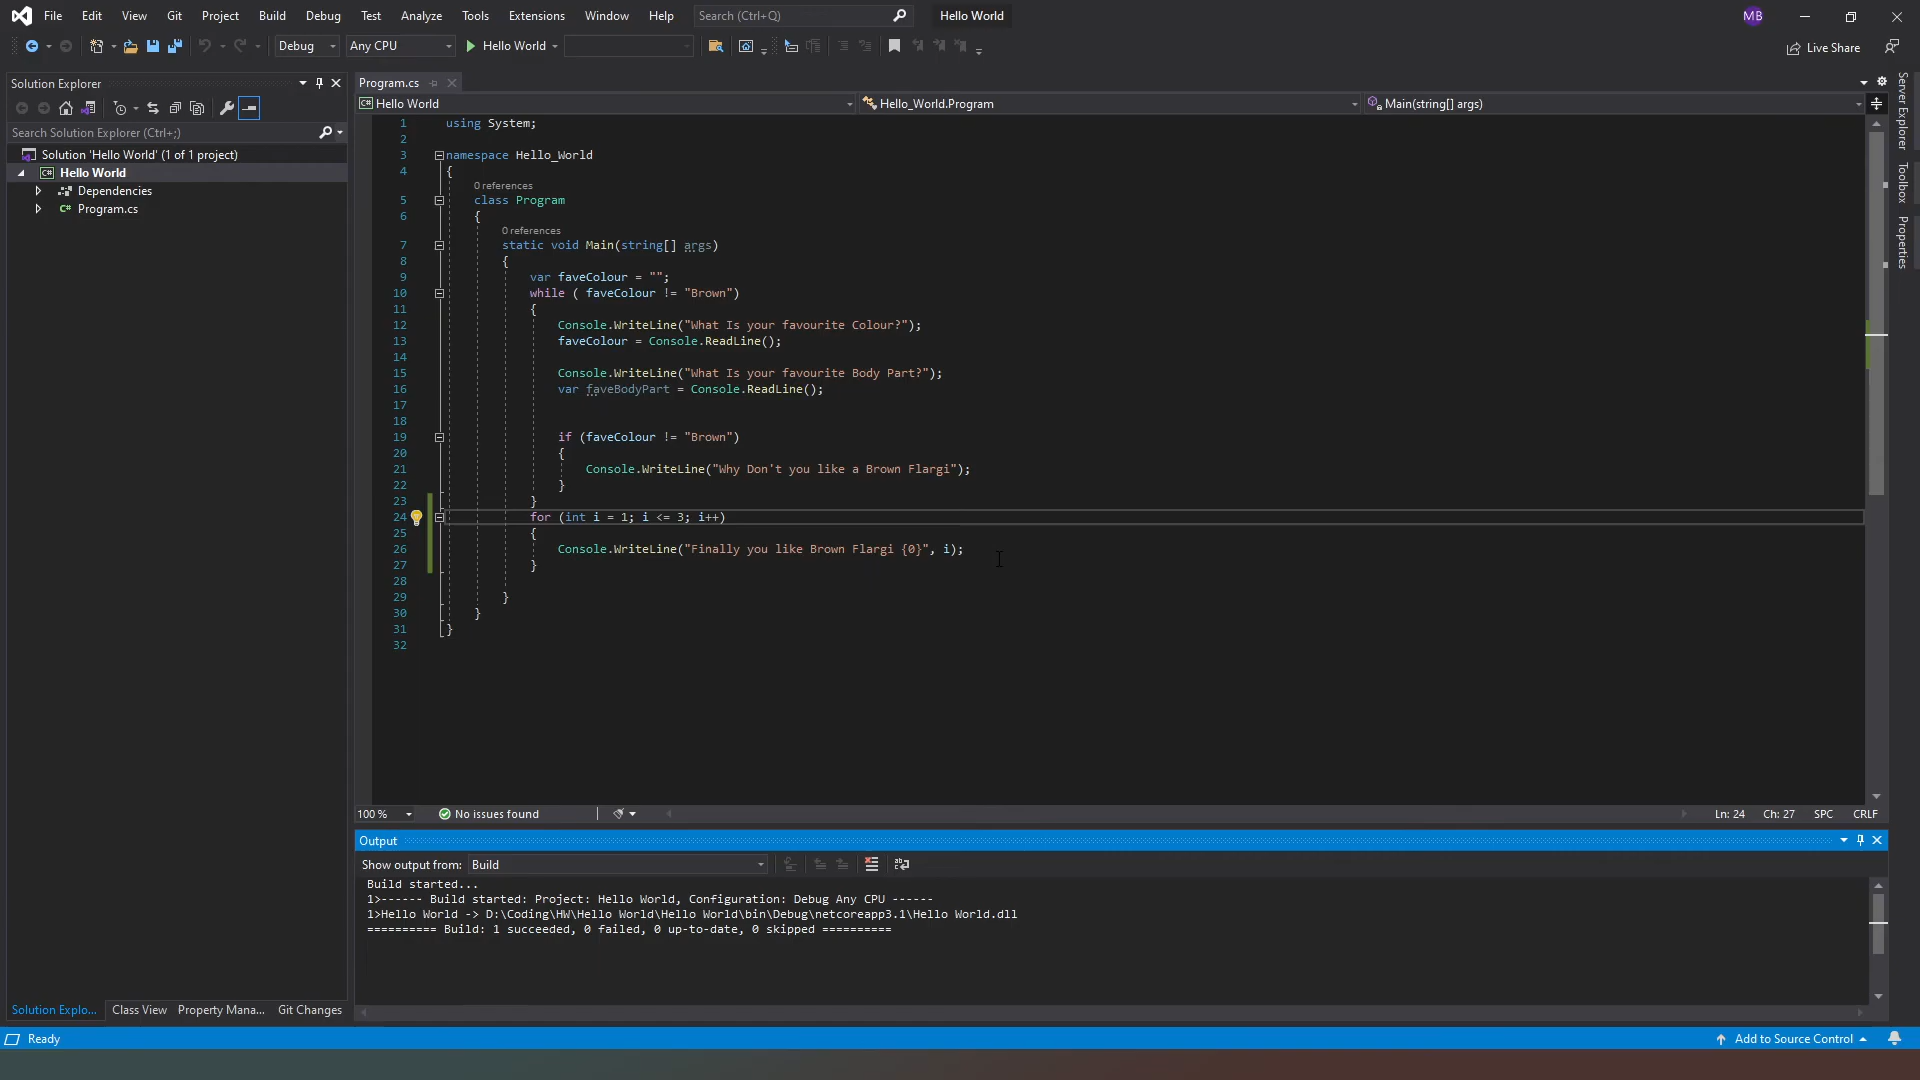 File Edit View Git Project Build Debug Test Analyze Tools Extensions Window Help Search (Ctrl+Q) Hello World MB
Debug Any CPU Hello World Live Share
Solution Explorer
Search Solution Explorer (Ctrl+;)
Solution 'Hello World' (1 of 1 project)
C# Hello World
Dependencies
C# Program.cs
Program.cs
C# Hello World Hello_World.Program Main(string[] args)
1 using System;
2
3 namespace Hello_World
4 {
0 references
5 class Program
6 {
0 references
7 static void Main(string[] args)
8 {
9 var faveColour = "";
10 while ( faveColour != "Brown")
11 {
12 Console.WriteLine("What Is your favourite Colour?");
13 faveColour = Console.ReadLine();
14
15 Console.WriteLine("What Is your favourite Body Part?");
16 var faveBodyPart = Console.ReadLine();
17
18
19 if (faveColour != "Brown")
20 {
21 Console.WriteLine("Why Don't you like a Brown Flargi");
22 }
23 }
24 for (int i = 1; i <= 3; i++)
25 {
26 Console.WriteLine("Finally you like Brown Flargi {0}", i);
27 }
28
29 }
30 }
31 }
32
Server Explorer
Toolbox
Properties
100 % No issues found Ln: 24 Ch: 27 SPC CRLF
Output
Show output from: Build
Build started...
1>------ Build started: Project: Hello World, Configuration: Debug Any CPU ------
1>Hello World -> D:\Coding\HW\Hello World\Hello World\bin\Debug\netcoreapp3.1\Hello World.dll
========== Build: 1 succeeded, 0 failed, 0 up-to-date, 0 skipped ==========
Solution Explo... Class View Property Mana... Git Changes
Ready Add to Source Control